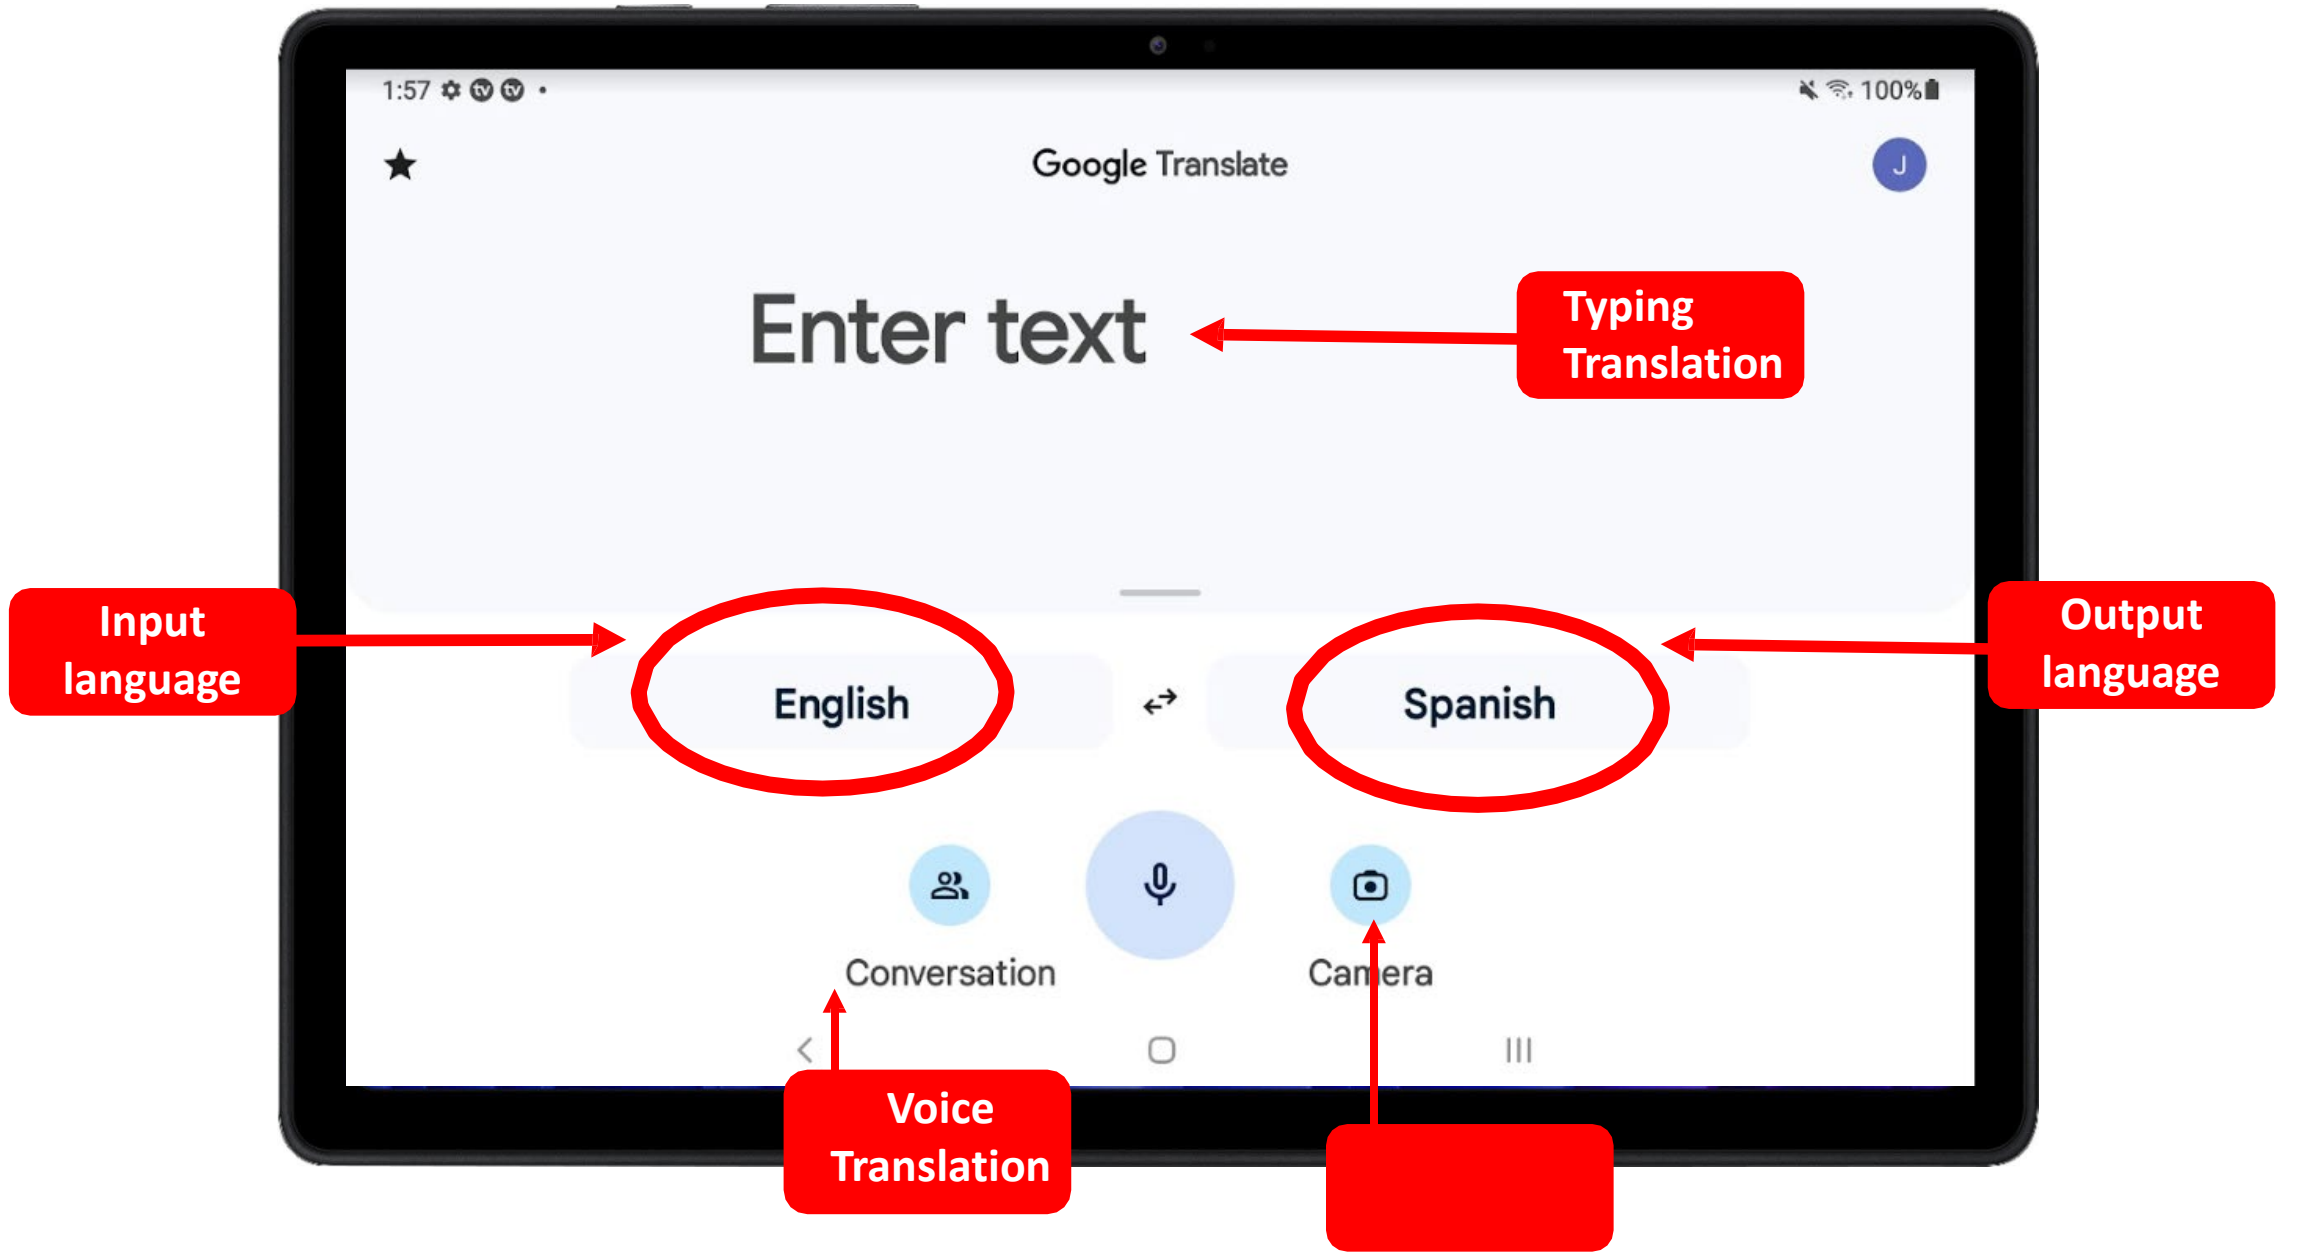 1:57
100%
Google Translate
J
Enter text
Typing
Translation
Input
language
Output
language
English
Spanish
Conversation
Camera
Voice
Translation